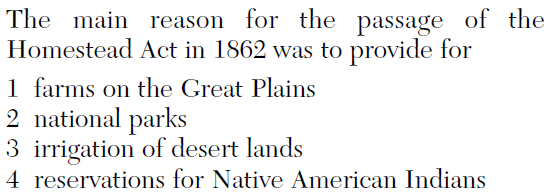 The main reason for the passage of the
Homestead Act in 1862 was to provide for
1 farms on the Great Plains
2 national parks
3 irrigation of desert lands
4 reservations for Native American Indians